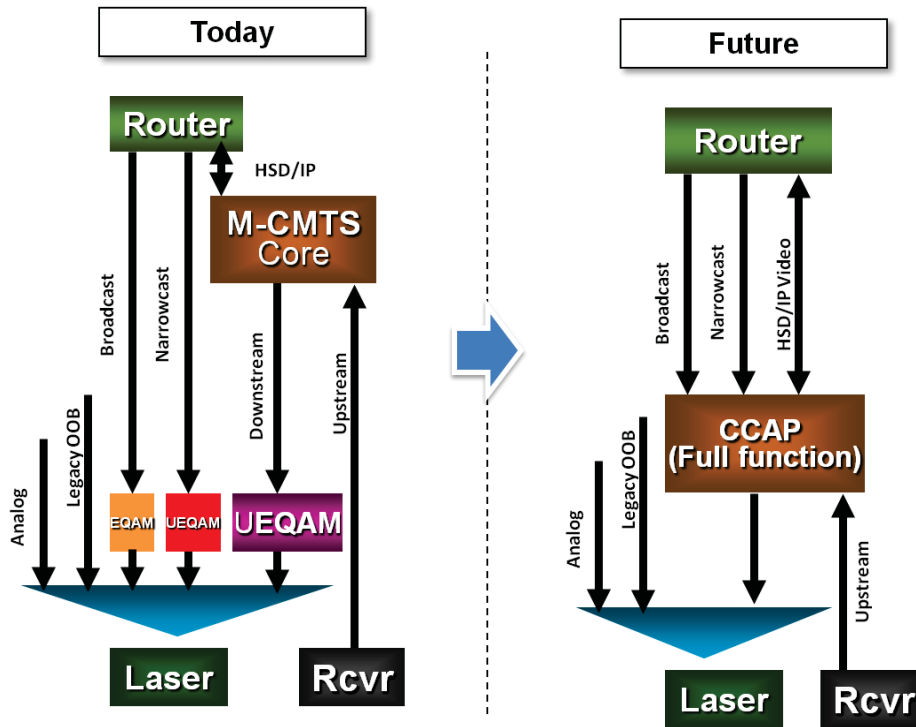 Today
Router
HSD/IP
M-CMTS
Core
Broadcast
Narrowcast
Downstream
Upstream
Legacy OOB
Analog
EQAM
UEQAM
UEQAM
Laser
Rcvr
Future
Router
Broadcast
Narrowcast
HSD/IP Video
CCAP
(Full function)
Legacy OOB
Analog
Upstream
Laser
Rcvr